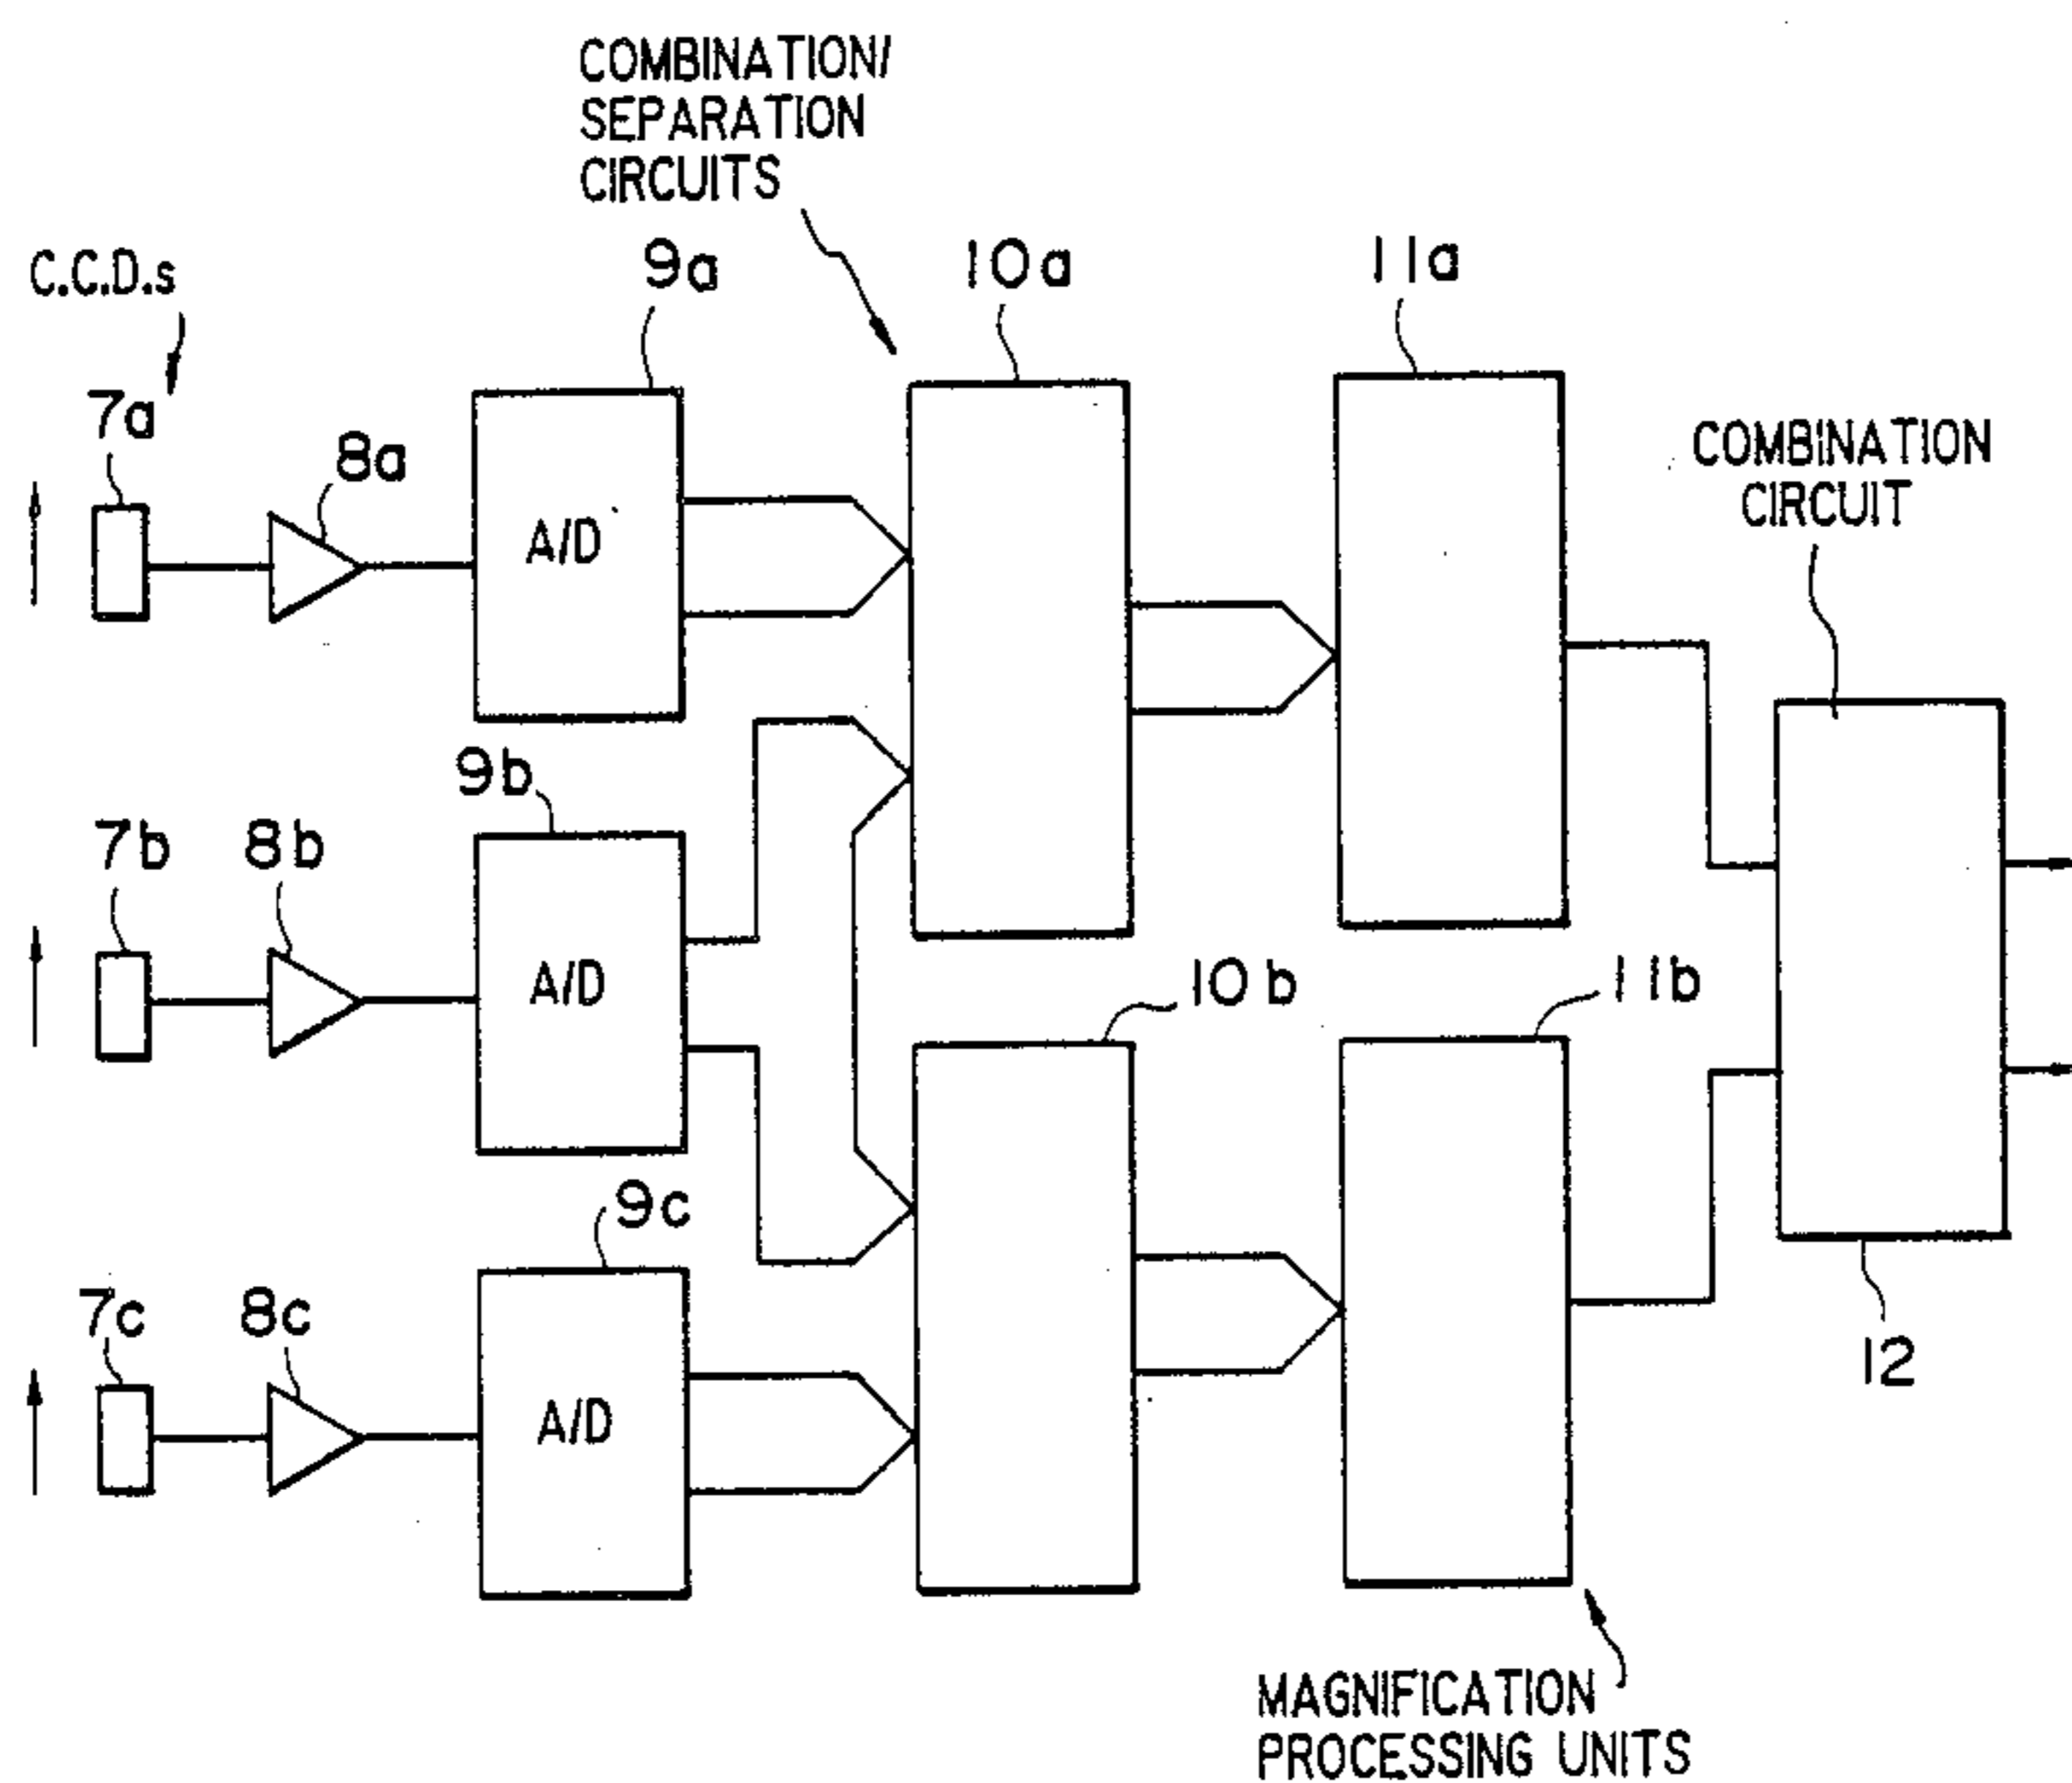 COMBINATION/
SEPARATION
CIRCUITS
C.C.D.s
9a
10a
11a
7a
8a
COMBINATION
CIRCUIT
A/D
9b
7b
8b
A/D
10b
11b
9c
7c
8c
A/D
12
MAGNIFICATION
PROCESSING UNITS